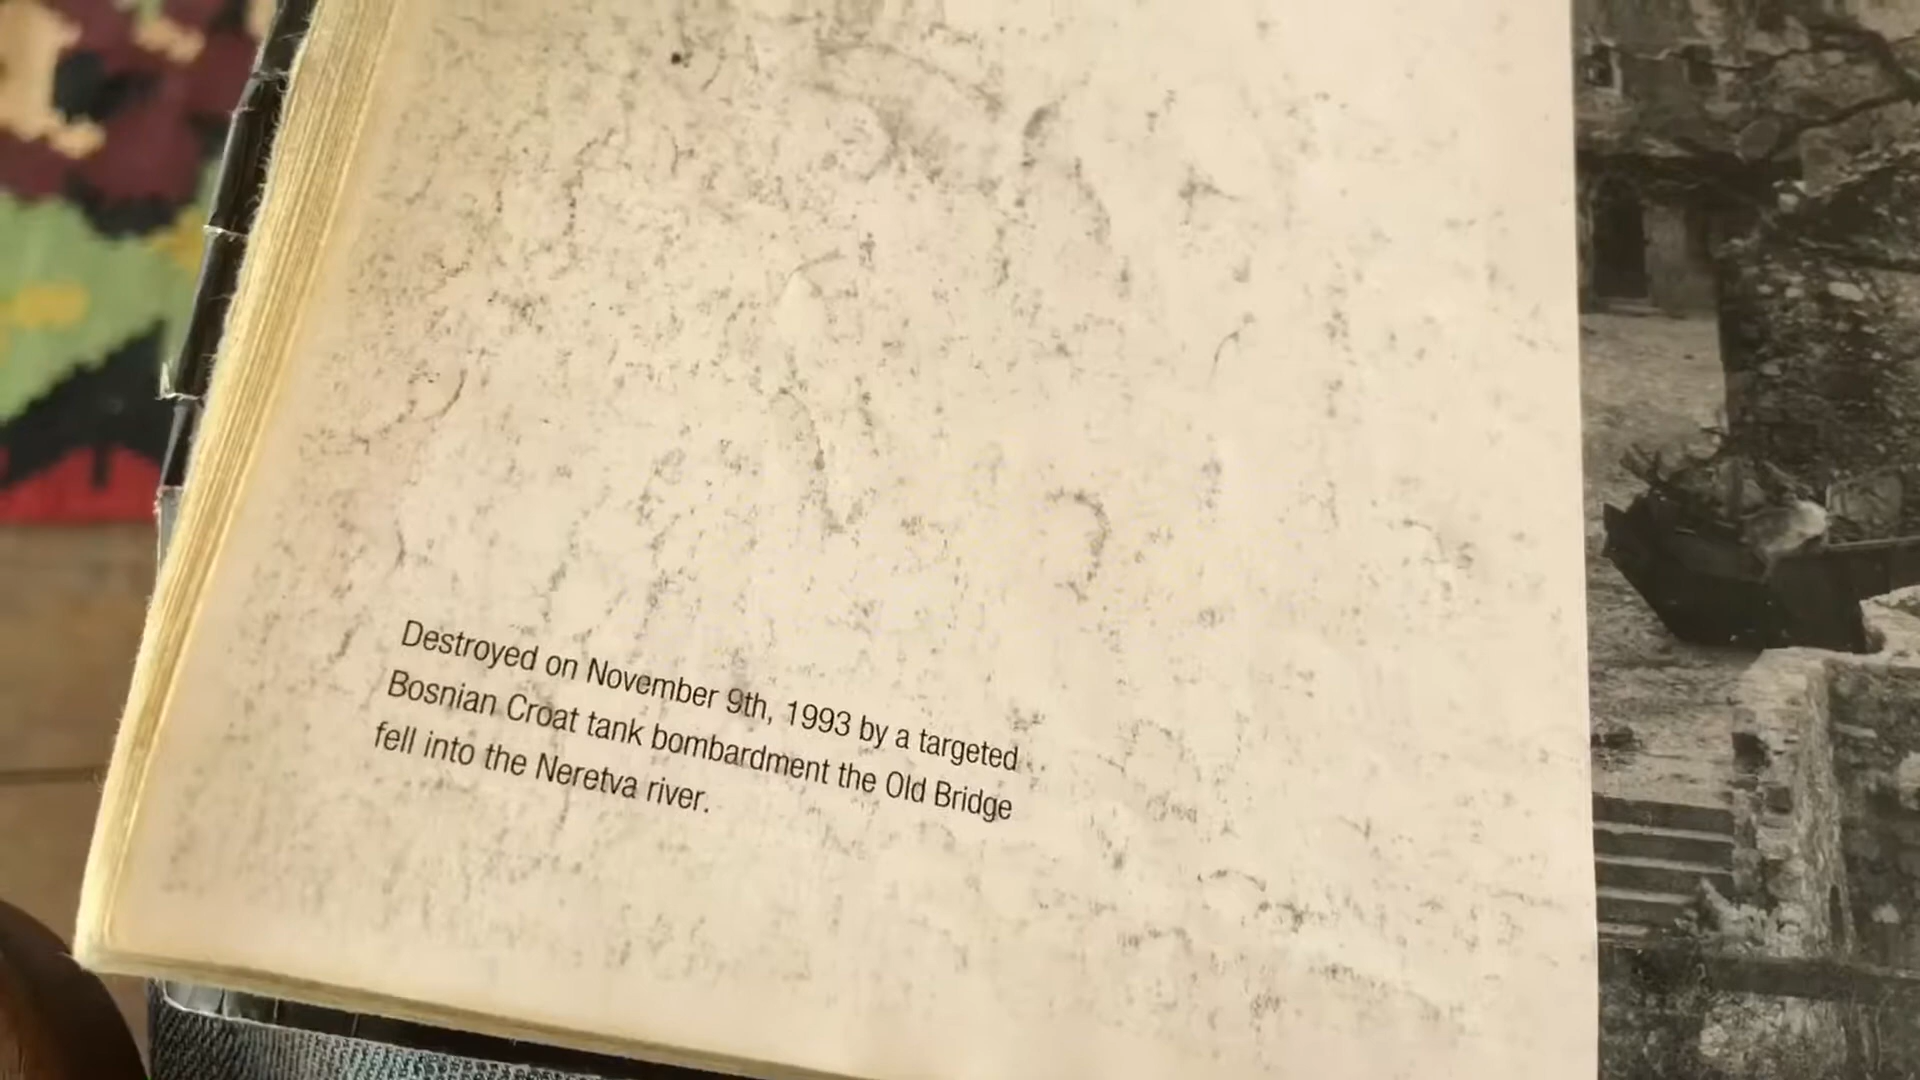 Destroyed on November 9th, 1993 by a targeted
Bosnian Croat tank bombardment the Old Bridge
fell into the Neretva river.